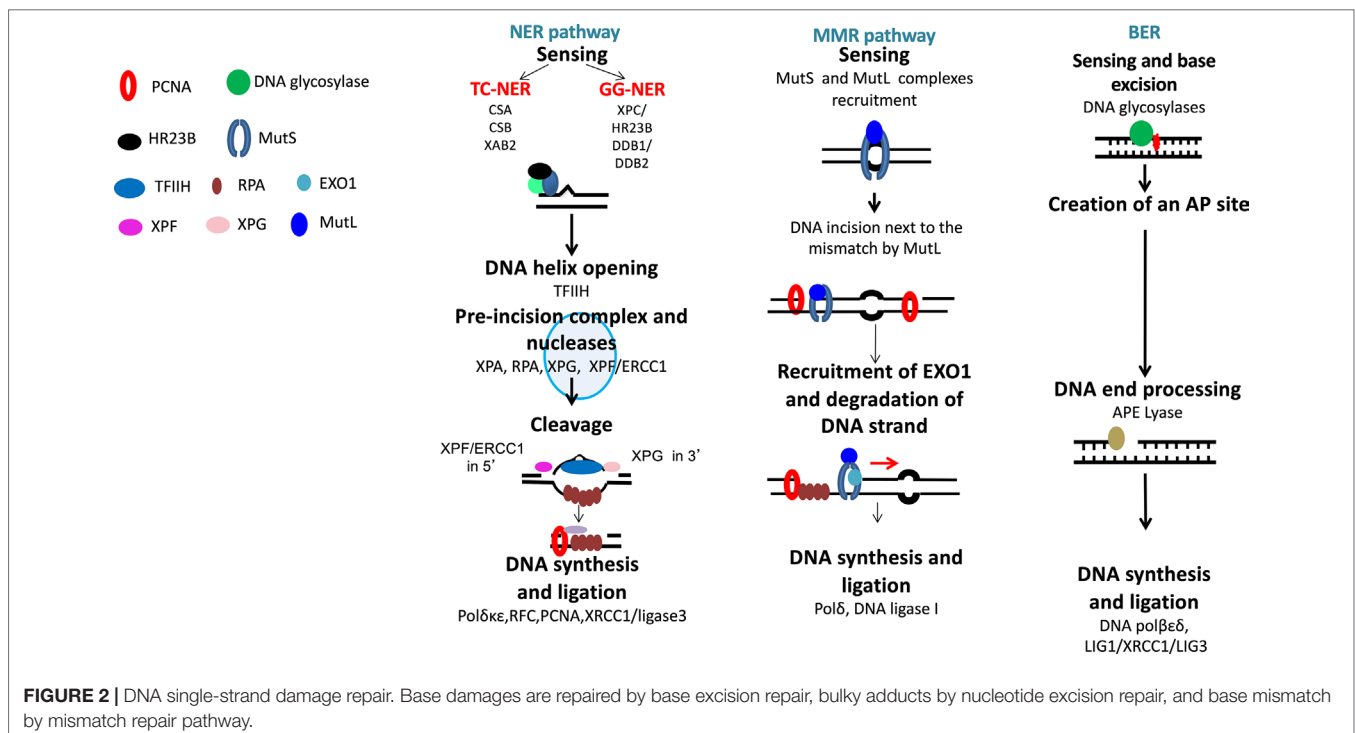 PCNA
DNA glycosylase
HR23B
MutS
TFIIH
RPA
EXO1
XPF
XPG
MutL
NER pathway
Sensing
TC-NER
GG-NER
CSA
CSB
XAB2
XPC/
HR23B
DDB1/
DDB2
DNA helix opening
TFIIH
Pre-incision complex and
nucleases
XPA, RPA, XPG, XPF/ERCC1
Cleavage
XPF/ERCC1
in 5'
XPG in 3'
DNA synthesis
and ligation
Polδκε,RFC,PCNA,XRCC1/ligase3
MMR pathway
Sensing
MutS and MutL complexes
recruitment
DNA incision next to the
mismatch by MutL
Recruitment of EXO1
and degradation of
DNA strand
DNA synthesis and
ligation
Polδ, DNA ligase I
BER
Sensing and base
excision
DNA glycosylases
Creation of an AP site
DNA end processing
APE Lyase
DNA synthesis
and ligation
DNA polβεδ,
LIG1/XRCC1/LIG3
FIGURE 2 | DNA single-strand damage repair. Base damages are repaired by base excision repair, bulky adducts by nucleotide excision repair, and base mismatch
by mismatch repair pathway.